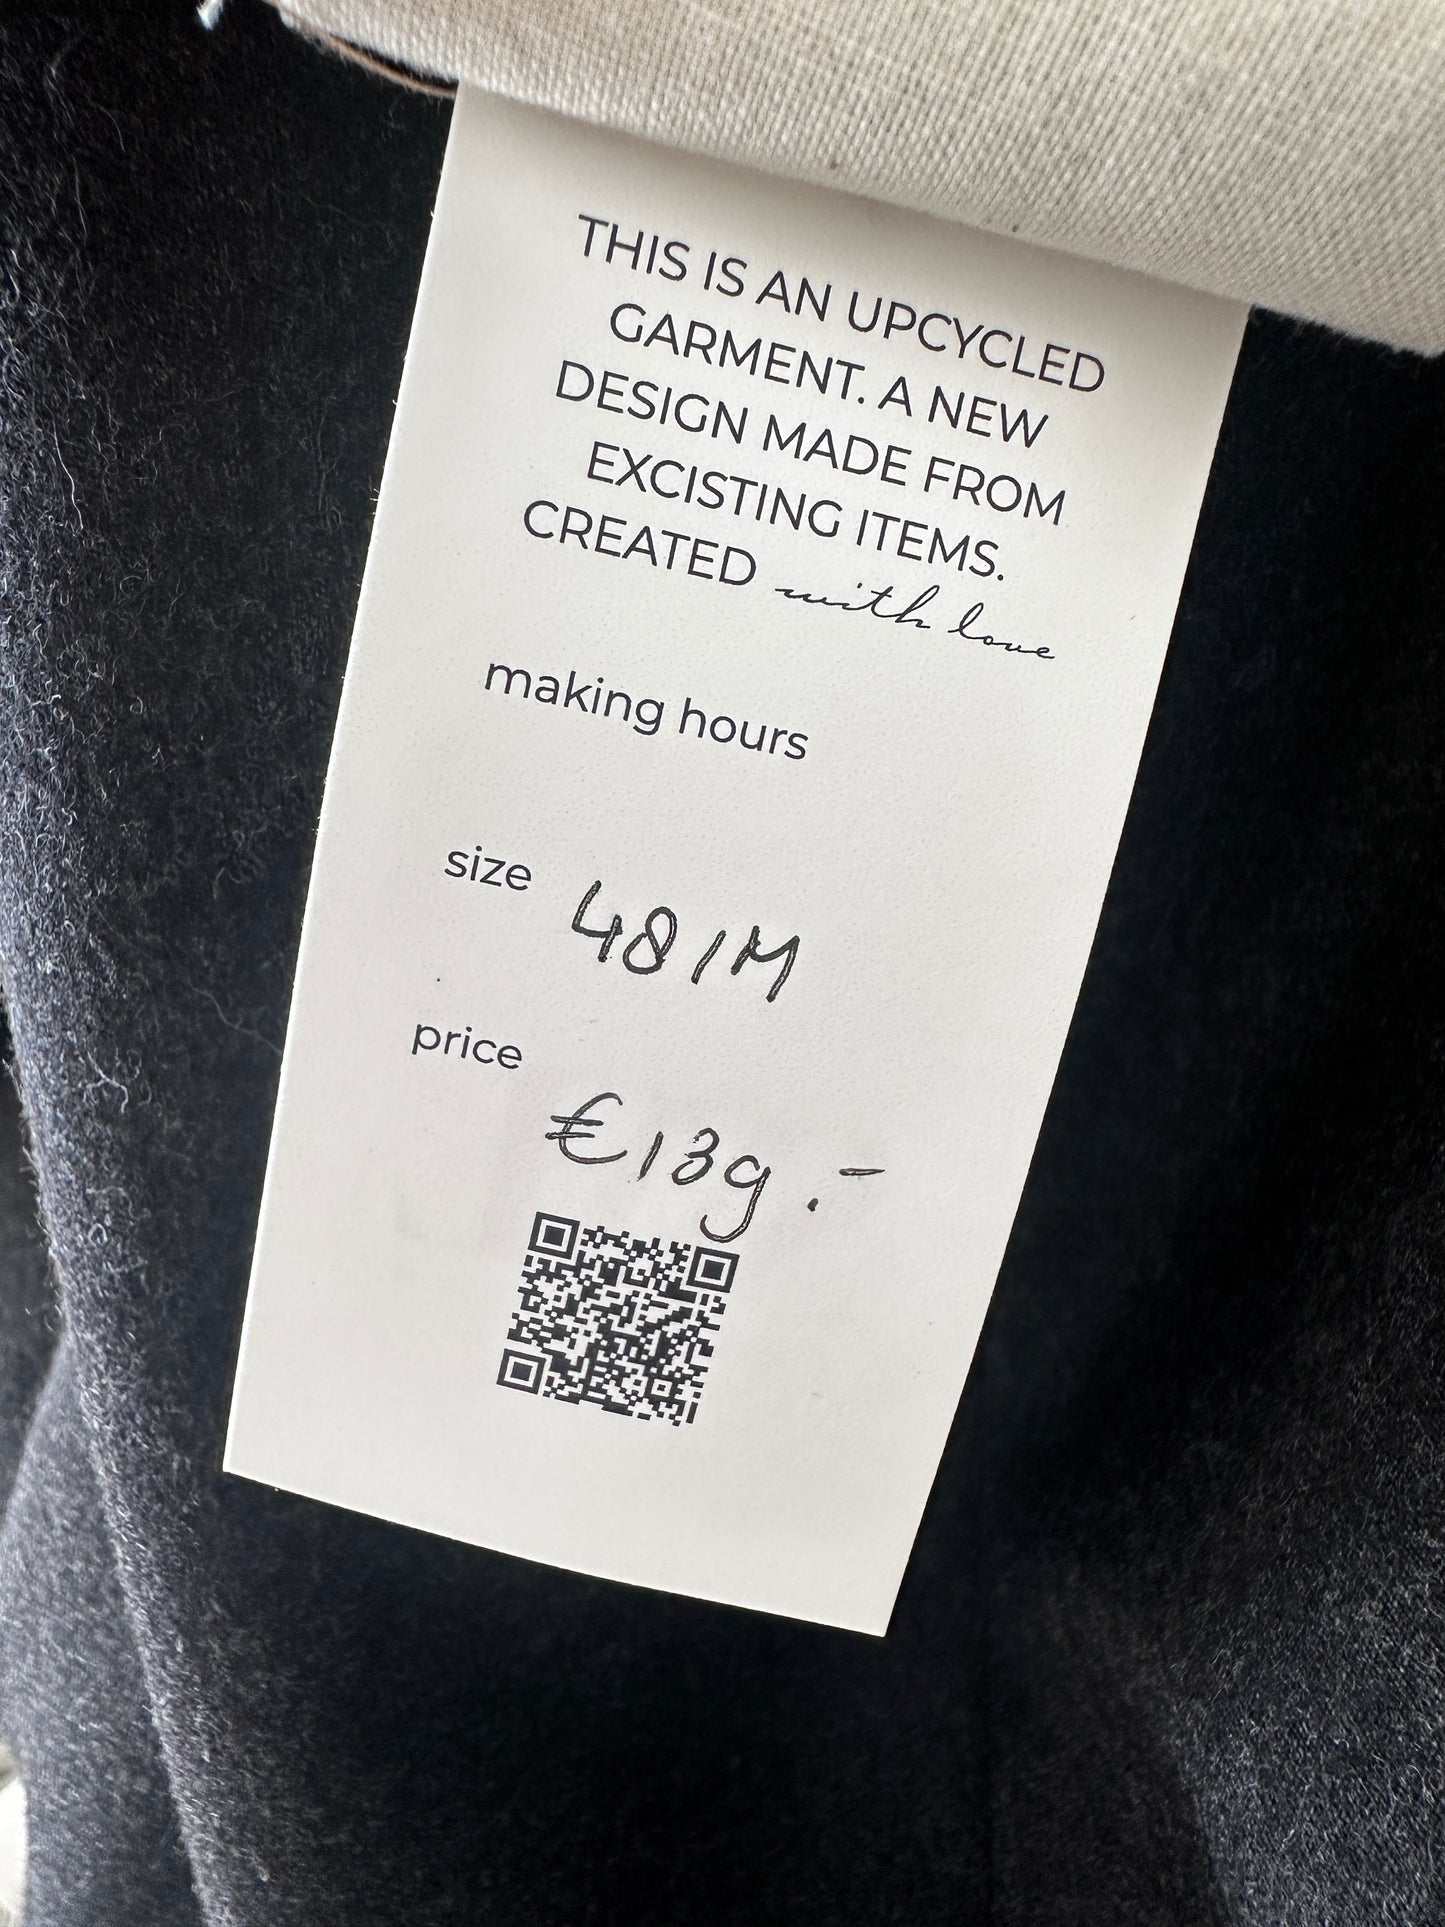 THIS IS AN UPCYCLED
GARMENT. A NEW
DESIGN MADE FROM
EXCISTING ITEMS.
CREATED with love
making hours
size 48/M
price
€139.-